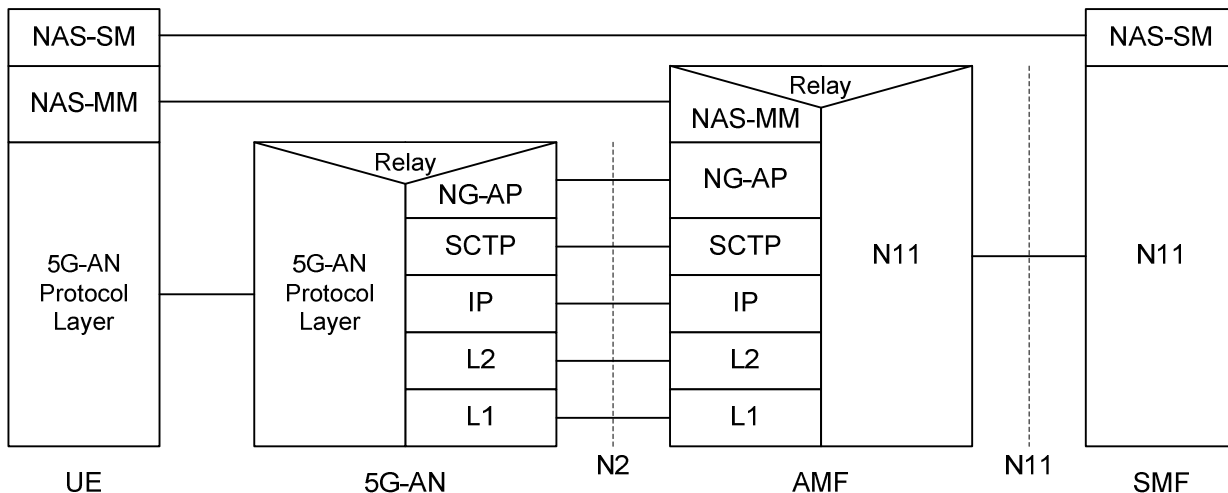 NAS-SM
NAS-SM
NAS-MM
Relay
NAS-MM
Relay
NG-AP
NG-AP
SCTP
SCTP
N11
N11
5G-AN
Protocol
Layer
5G-AN
Protocol
Layer
IP
IP
L2
L2
L1
L1
N2
N11
UE
5G-AN
AMF
SMF